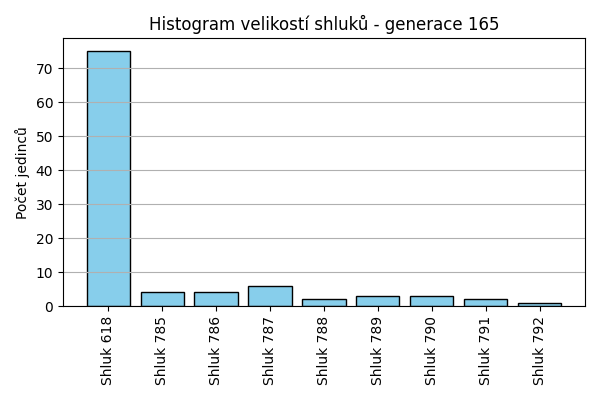 Histogram velikostí shluků - generace 165
Počet jedinců
70
60
50
40
30
20
10
0
Shluk 618
Shluk 785
Shluk 786
Shluk 787
Shluk 788
Shluk 789
Shluk 790
Shluk 791
Shluk 792